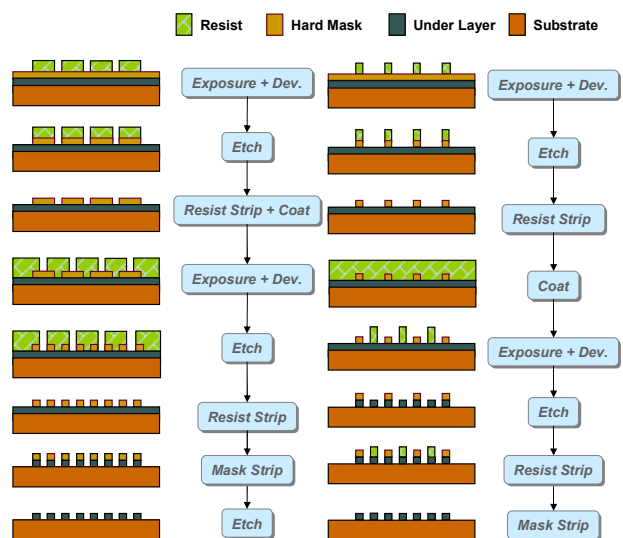 Resist Hard Mask Under Layer Substrate
Exposure + Dev.
Etch
Resist Strip + Coat
Exposure + Dev.
Etch
Resist Strip
Mask Strip
Etch
Exposure + Dev.
Etch
Resist Strip
Coat
Exposure + Dev.
Etch
Resist Strip
Mask Strip